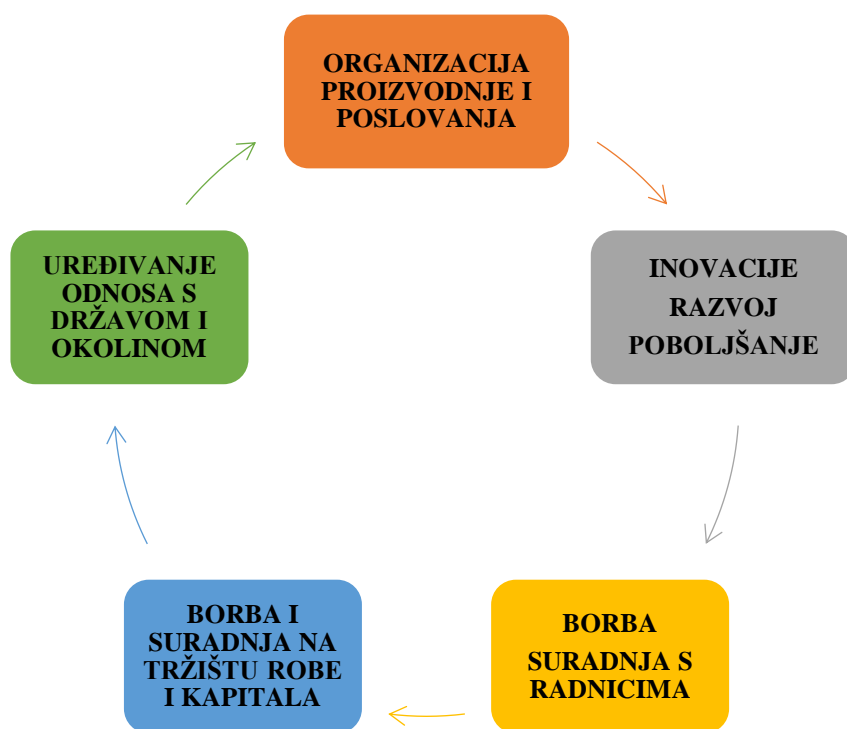 ORGANIZACIJA
PROIZVODNJE I
POSLOVANJA
INOVACIJE
RAZVOJ
POBOLJŠANJE
BORBA
SURADNJA S
RADNICIMA
BORBA I
SURADNJA NA
TRŽIŠTU ROBE
I KAPITALA
UREĐIVANJE
ODNOSA S
DRŽAVOM I
OKOLINOM